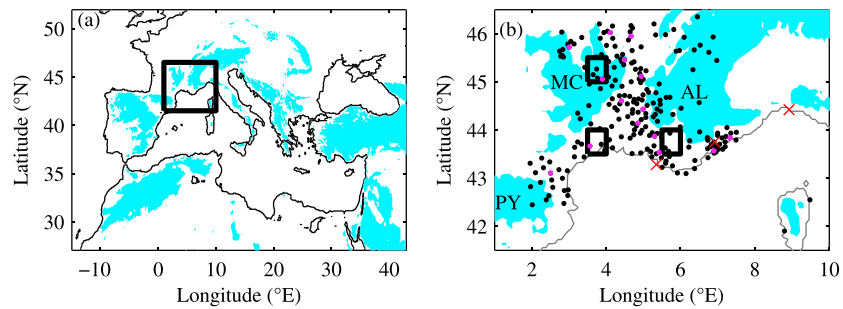 (a)
50
45
40
35
30
Latitude (°N)
−10 0 10 20 30 40
Longitude (°E)
(b)
46
45
44
43
42
Latitude (°N)
MC
AL
PY
2 4 6 8 10
Longitude (°E)